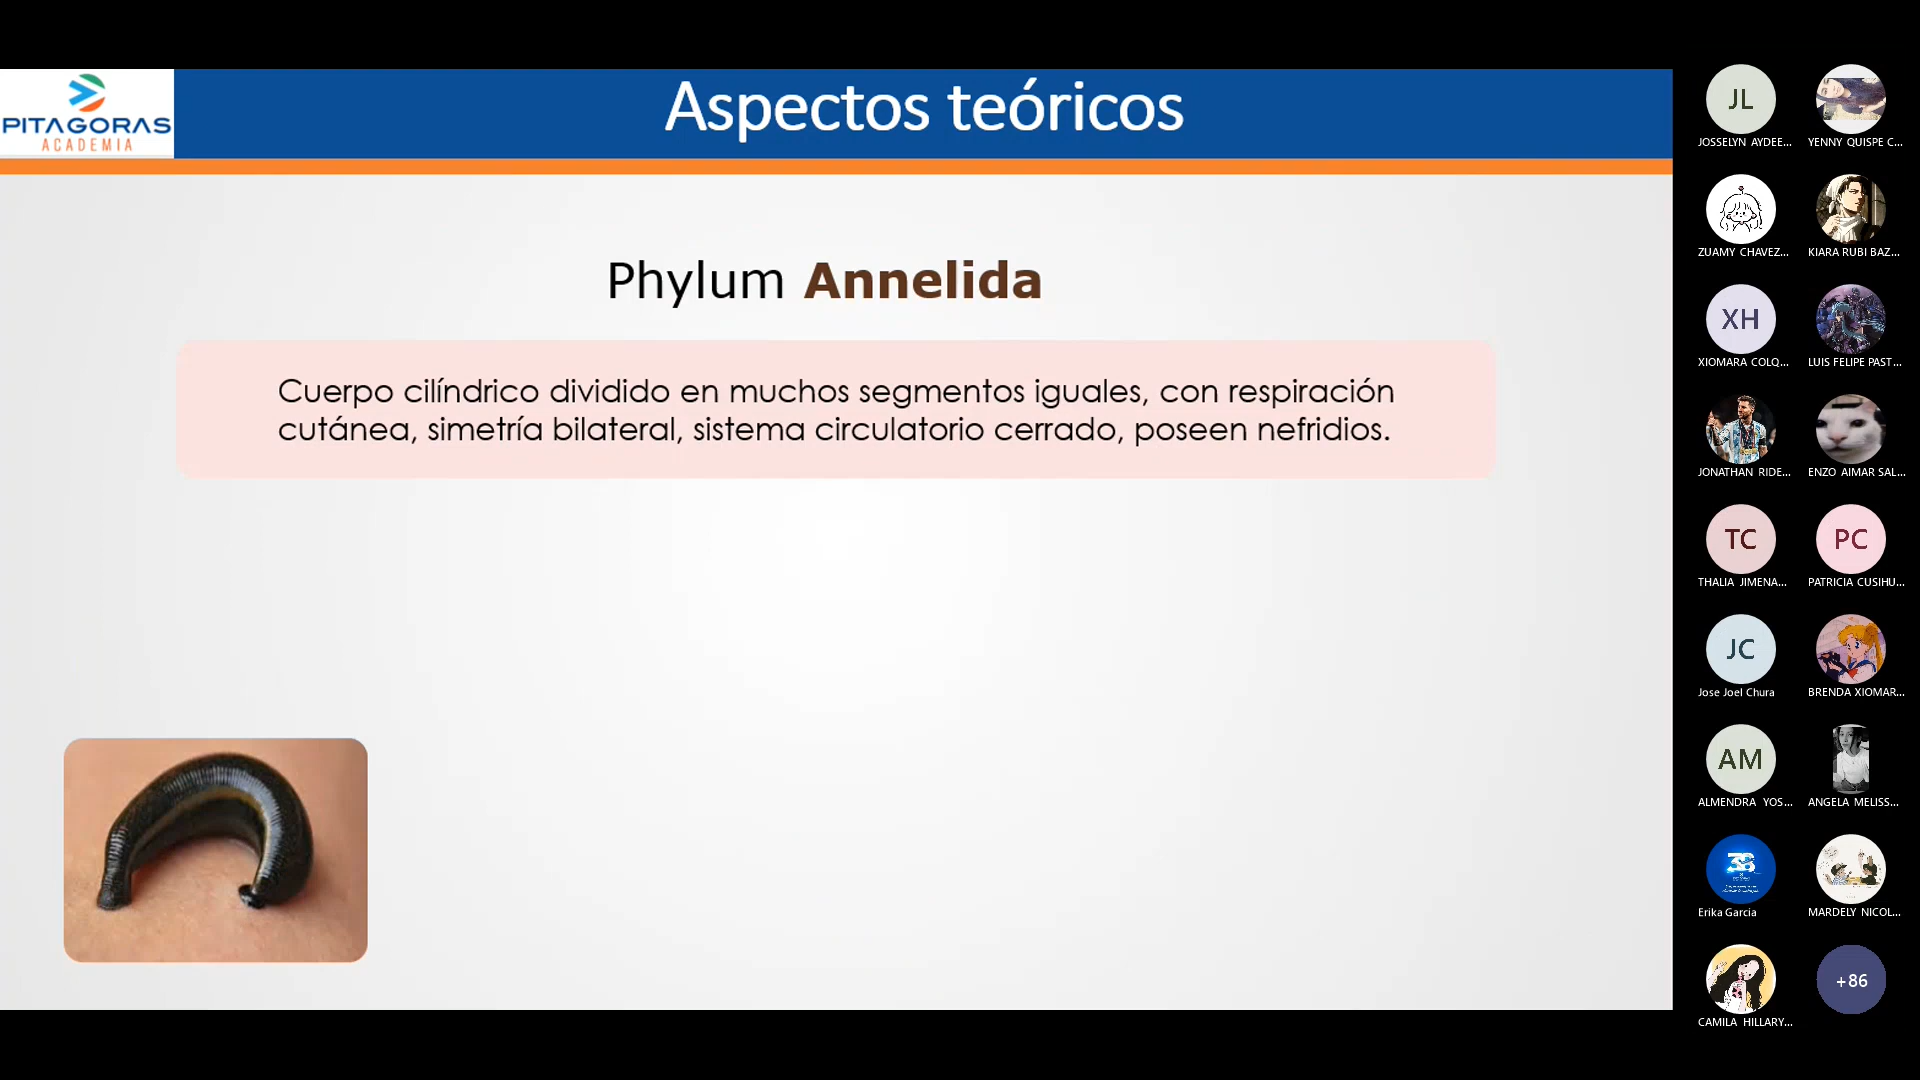 PITAGORAS
ACADEMIA
Aspectos teóricos
Phylum Annelida
Cuerpo cilíndrico dividido en muchos segmentos iguales, con respiración
cutánea, simetría bilateral, sistema circulatorio cerrado, poseen nefridios.
JL
JOSSELYN AYDEE...
YENNY QUISPE C...
ZUAMY CHAVEZ...
KIARA RUBI BAZ...
XH
XIOMARA COLQ...
LUIS FELIPE PAST...
JONATHAN RIDE...
ENZO AIMAR SAL...
TC
THALIA JIMENA...
PC
PATRICIA CUSIHU...
JC
Jose Joel Chura
BRENDA XIOMAR...
AM
ALMENDRA YOS...
ANGELA MELISS...
Erika García
MARDELY NICOL...
CAMILA HILLARY...
+86